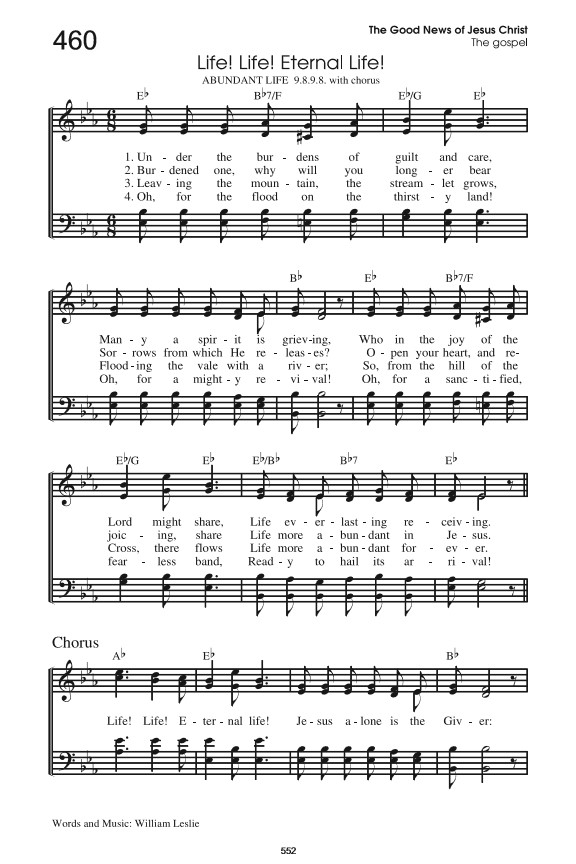 460
The Good News of Jesus Christ
The gospel
Life! Life! Eternal Life!
ABUNDANT LIFE 9.8.9.8. with chorus
E♭ B♭7/F E♭/G E♭
1. Un - der the bur - dens of guilt and care,
2. Bur - dened one, why will you long - er bear
3. Leav - ing the moun - tain, the stream - let grows,
4. Oh, for the flood on the thirst - y land!
B♭ E♭ B♭7/F
Man - y a spir - it is griev-ing, Who in the joy of the
Sor - rows from which He re - leas - es? O - pen your heart, and re-
Flood - ing the vale with a riv - er; So, from the hill of the
Oh, for a might - y re - vi - val! Oh, for a sanc - ti - fied,
E♭/G E♭ E♭/B♭ B♭7 E♭
Lord might share, Life ev - er - last - ing re - ceiv - ing.
joic - ing, share Life more a - bun - dant in Je - sus.
Cross, there flows Life more a - bun - dant for - ev - er.
fear - less band, Read - y to hail its ar - ri - val!
Chorus
A♭ E♭ B♭
Life! Life! E - ter - nal life! Je - sus a - lone is the Giv - er:
Words and Music: William Leslie
552